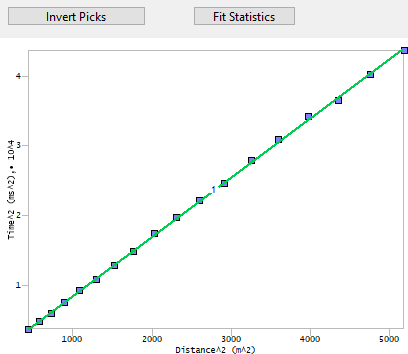 Invert Picks
Fit Statistics
Time^2 (ms^2),* 10^4
4
3
2
1
1
1000
2000
3000
4000
5000
Distance^2 (m^2)